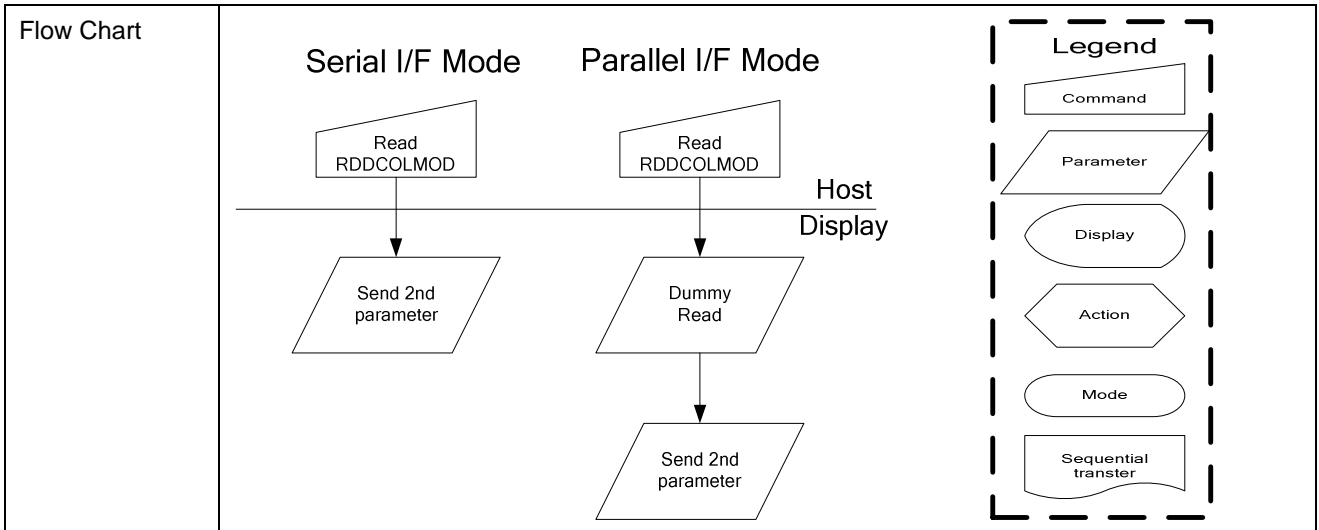 Flow Chart
Serial I/F Mode
Read
RDDCOLMOD
Send 2nd
parameter
Parallel I/F Mode
Read
RDDCOLMOD
Host
Display
Dummy
Read
Send 2nd
parameter
Legend
Command
Parameter
Display
Action
Mode
Sequential
transter